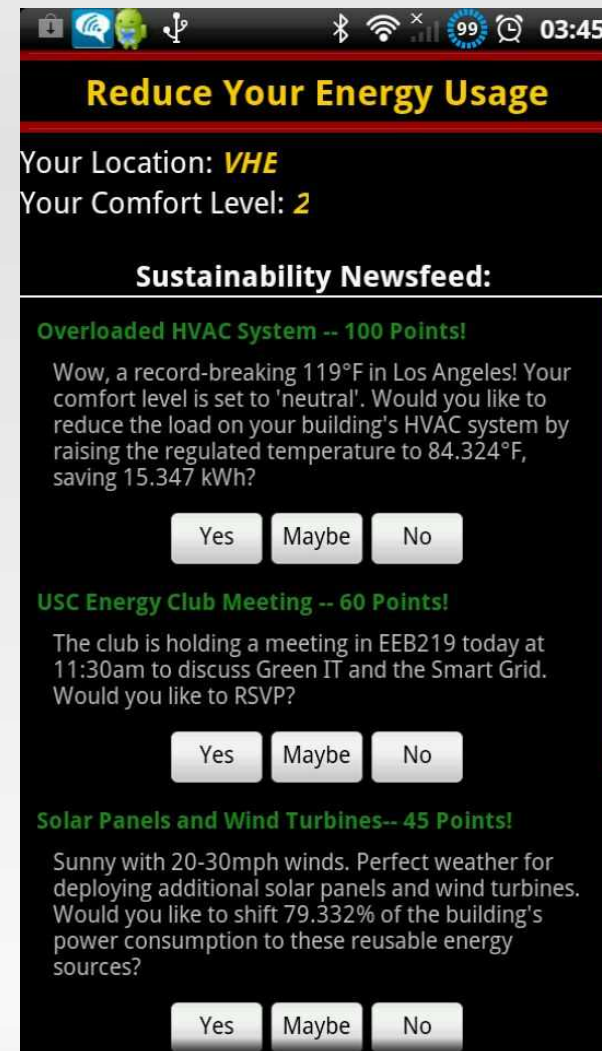 99 03:45
Reduce Your Energy Usage
Your Location: VHE
Your Comfort Level: 2
Sustainability Newsfeed:
Overloaded HVAC System -- 100 Points!
Wow, a record-breaking 119°F in Los Angeles! Your
comfort level is set to 'neutral'. Would you like to
reduce the load on your building's HVAC system by
raising the regulated temperature to 84.324°F,
saving 15.347 kWh?
Yes Maybe No
USC Energy Club Meeting -- 60 Points!
The club is holding a meeting in EEB219 today at
11:30am to discuss Green IT and the Smart Grid.
Would you like to RSVP?
Yes Maybe No
Solar Panels and Wind Turbines-- 45 Points!
Sunny with 20-30mph winds. Perfect weather for
deploying additional solar panels and wind turbines.
Would you like to shift 79.332% of the building's
power consumption to these reusable energy
sources?
Yes Maybe No